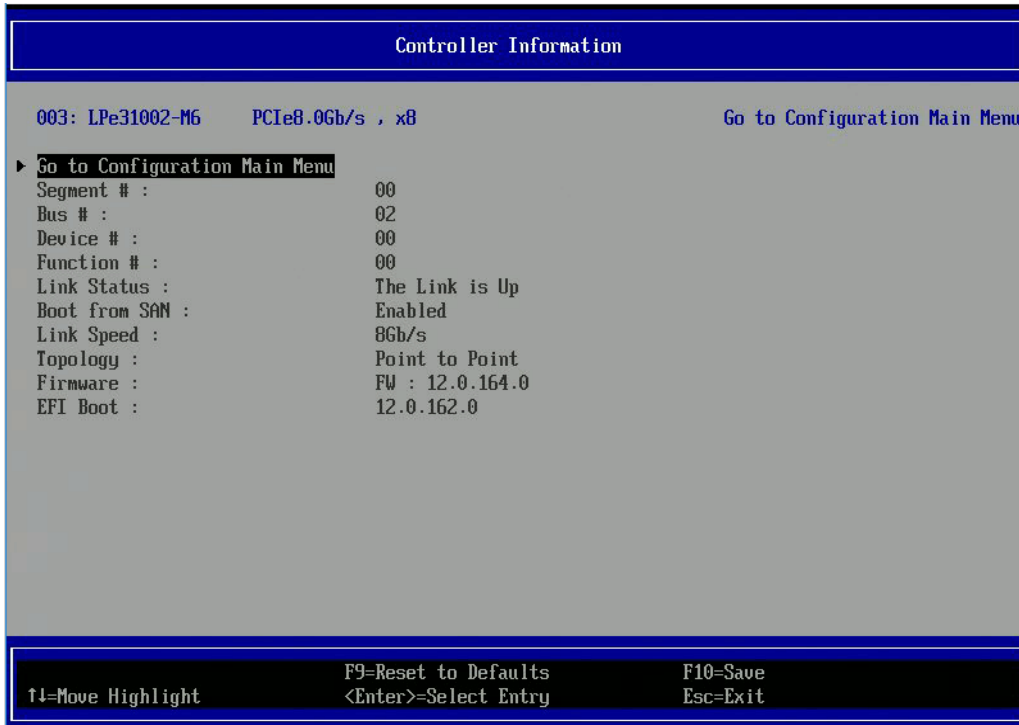 Controller Information
003: LPe31002-M6 PCIe8.0Gb/s , x8 Go to Configuration Main Menu
Go to Configuration Main Menu
Segment # : 00
Bus # : 02
Device # : 00
Function # : 00
Link Status : The Link is Up
Boot from SAN : Enabled
Link Speed : 8Gb/s
Topology : Point to Point
Firmware : FW : 12.0.164.0
EFI Boot : 12.0.162.0
F9=Reset to Defaults F10=Save
↑↓=Move Highlight <Enter>=Select Entry Esc=Exit